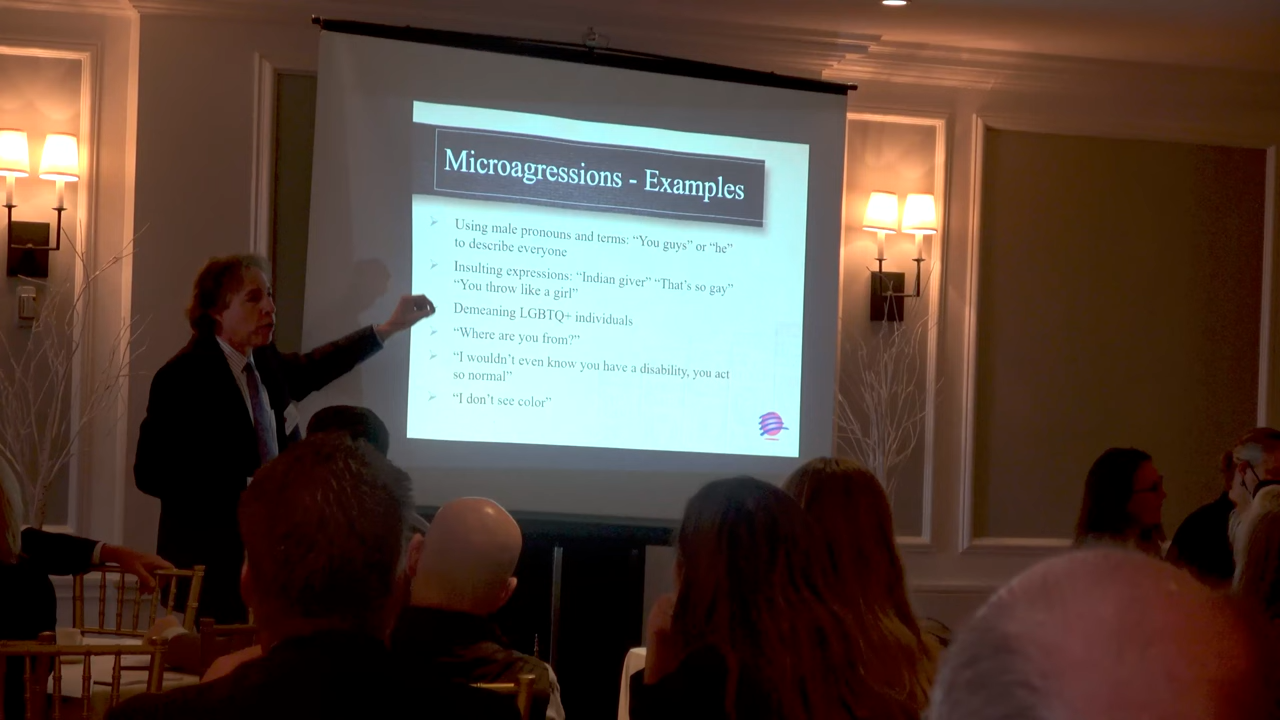 Microagressions - Examples
Using male pronouns and terms: “You guys” or “he”
to describe everyone
Insulting expressions: “Indian giver” “That’s so gay”
“You throw like a girl”
Demeaning LGBTQ+ individuals
“Where are you from?”
“I wouldn’t even know you have a disability, you act
so normal”
“I don’t see color”